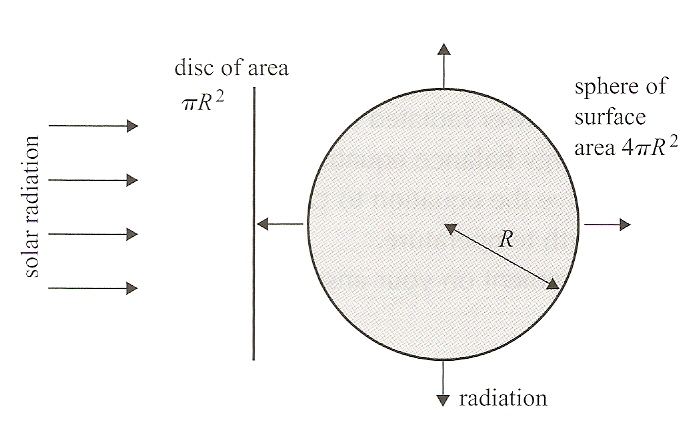 disc of area
πR²
sphere of
surface
area 4πR²
solar radiation
R
radiation